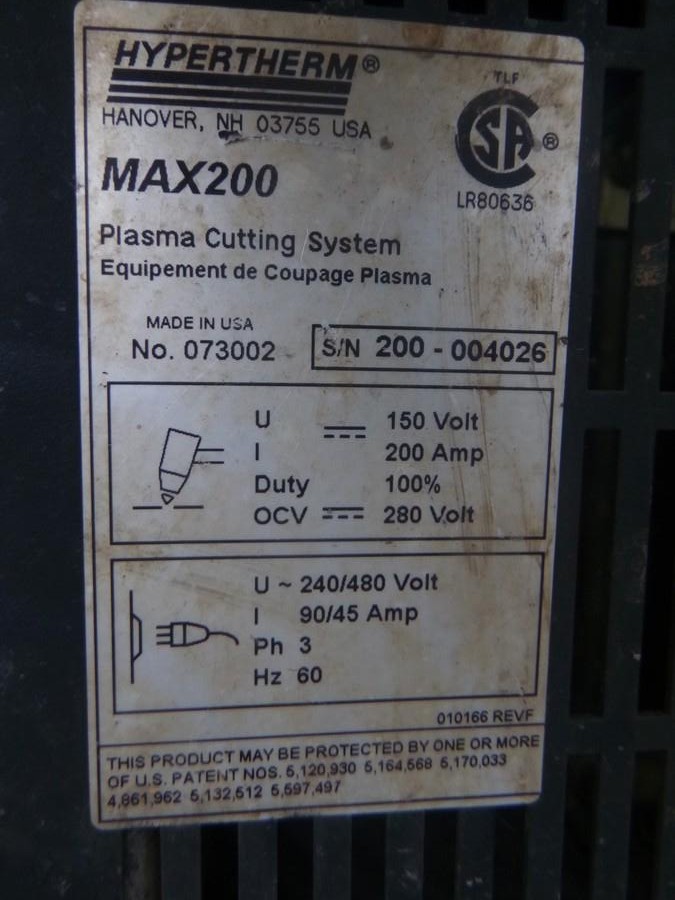 HYPERTHERM®
HANOVER, NH 03755 USA
TLF
CSA®
LR80636
MAX200
Plasma Cutting System
Equipement de Coupage Plasma
MADE IN USA
No. 073002
S/N 200 - 004026
U 150 Volt
I 200 Amp
Duty 100%
OCV 280 Volt
U ~ 240/480 Volt
I 90/45 Amp
Ph 3
Hz 60
010166 REVF
THIS PRODUCT MAY BE PROTECTED BY ONE OR MORE
OF U.S. PATENT NOS. 5,120,930 5,164,568 5,170,033
4,861,962 5,132,512 5,597,497